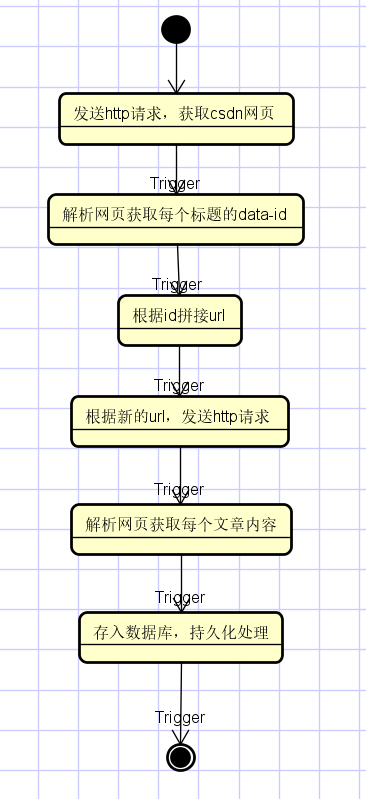 发送http请求，获取csdn网页
Trigger
解析网页获取每个标题的data-id
Trigger
根据id拼接url
Trigger
根据新的url，发送http请求
Trigger
解析网页获取每个文章内容
Trigger
存入数据库，持久化处理
Trigger